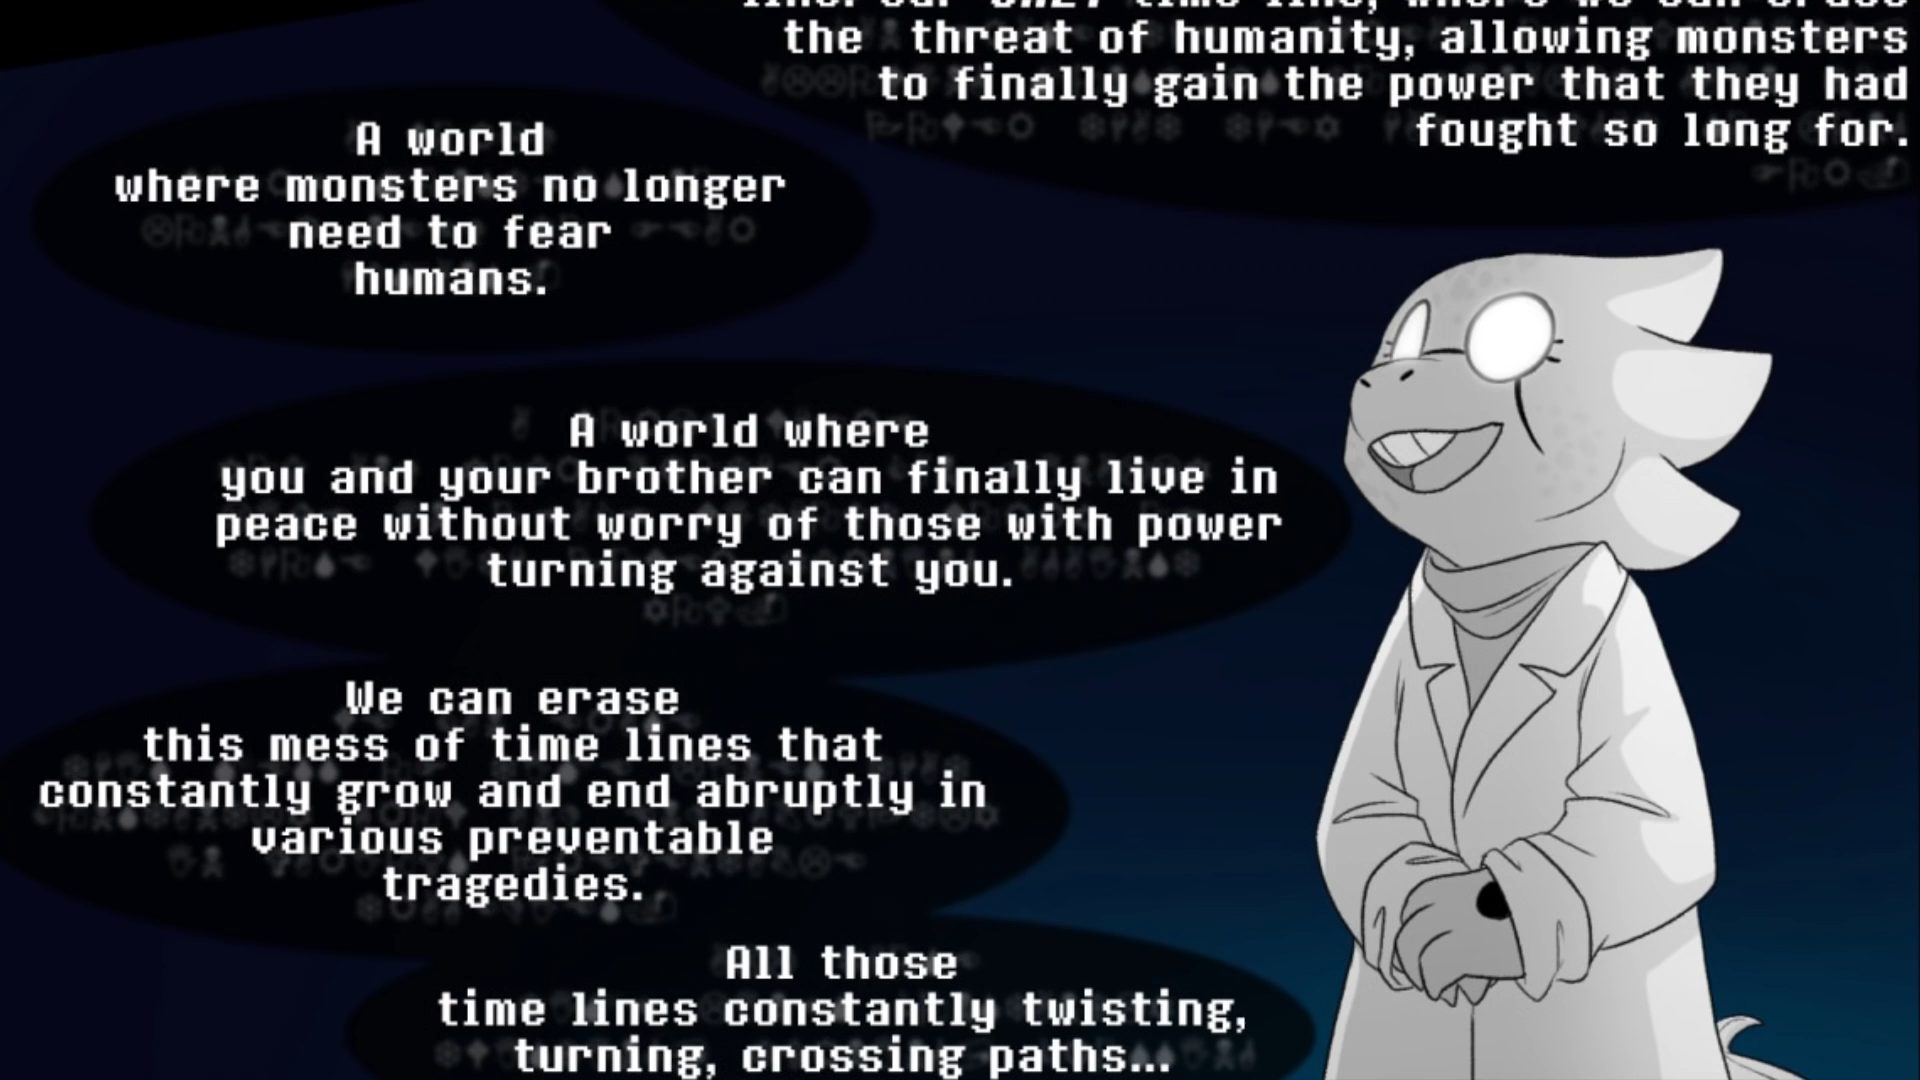 the threat of humanity, allowing monsters
to finally gain the power that they had
fought so long for.
A world
where monsters no longer
need to fear
humans.
A world where
you and your brother can finally live in
peace without worry of those with power
turning against you.
We can erase
this mess of time lines that
constantly grow and end abruptly in
various preventable
tragedies.
All those
time lines constantly twisting,
turning, crossing paths...